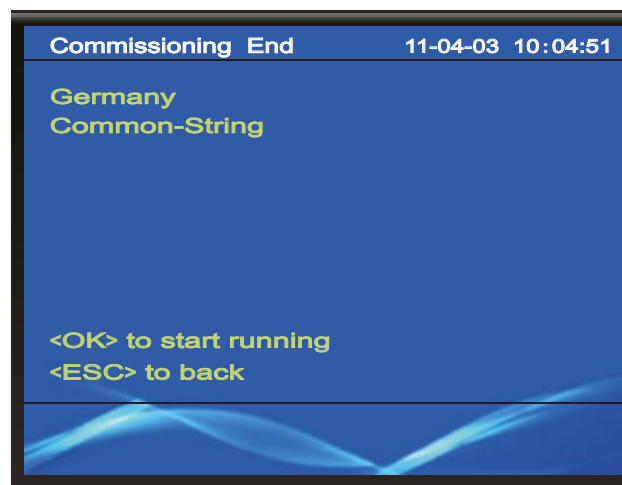 Commissioning End 11-04-03 10:04:51
Germany
Common-String
<OK> to start running
<ESC> to back